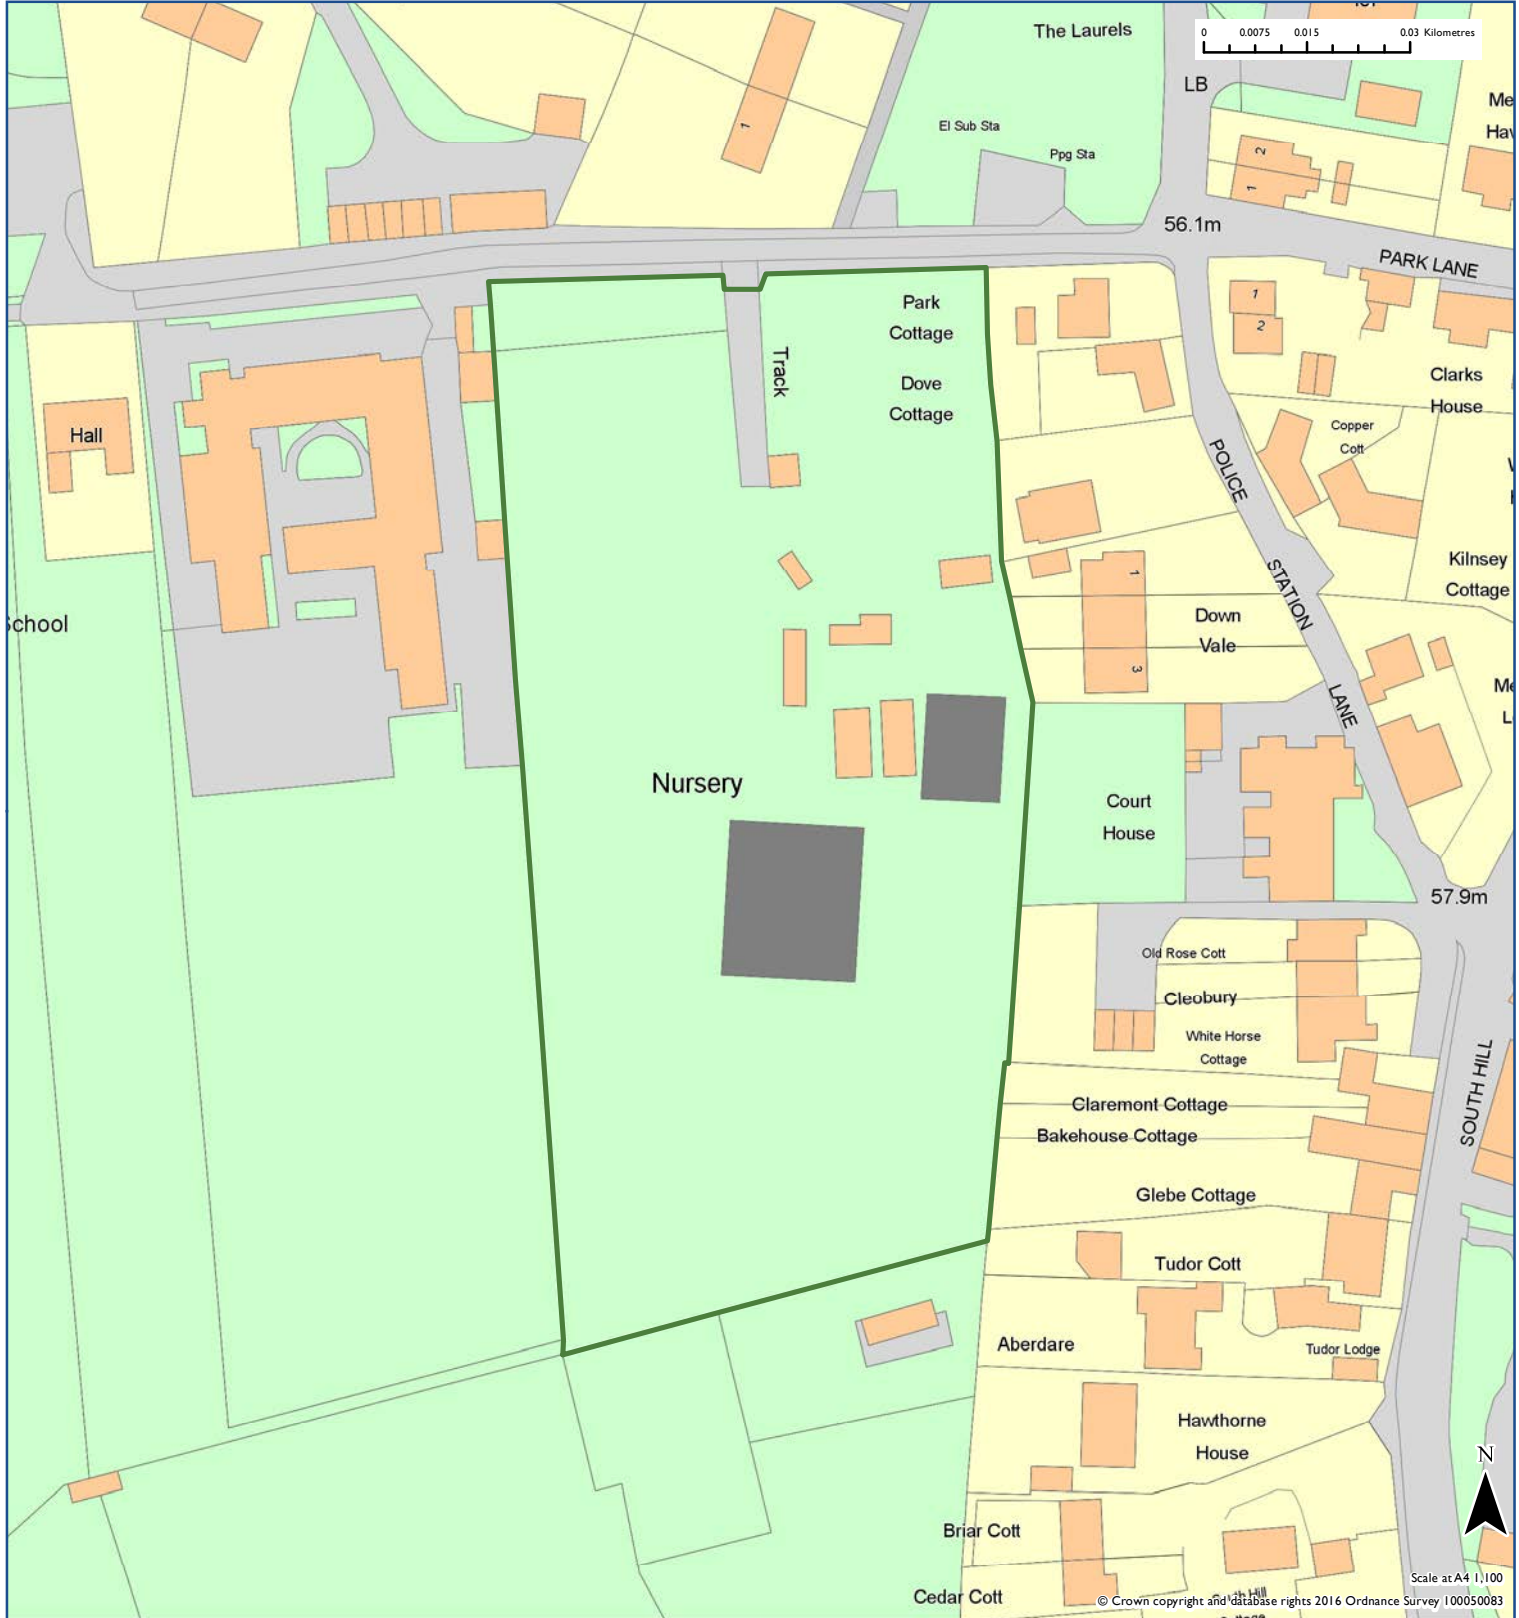 The Laurels
0 0.0075 0.015 0.03 Kilometres
LB
El Sub Sta
Ppg Sta
1
2
1
56.1m
PARK LANE
Park
Cottage
Dove
Cottage
Track
1
2
Clarks
House
Copper
Cott
Hall
POLICE STATION LANE
Kilnsey
Cottage
1
Down
Vale
3
Nursery
Court
House
57.9m
Old Rose Cott
Cleobury
White Horse
Cottage
Claremont Cottage
Bakehouse Cottage
Glebe Cottage
SOUTH HILL
Tudor Cott
Aberdare
Tudor Lodge
Hawthorne
House
N
Briar Cott
Cedar Cott
Scale at A4 1,100
© Crown copyright and database rights 2016 Ordnance Survey 100050083